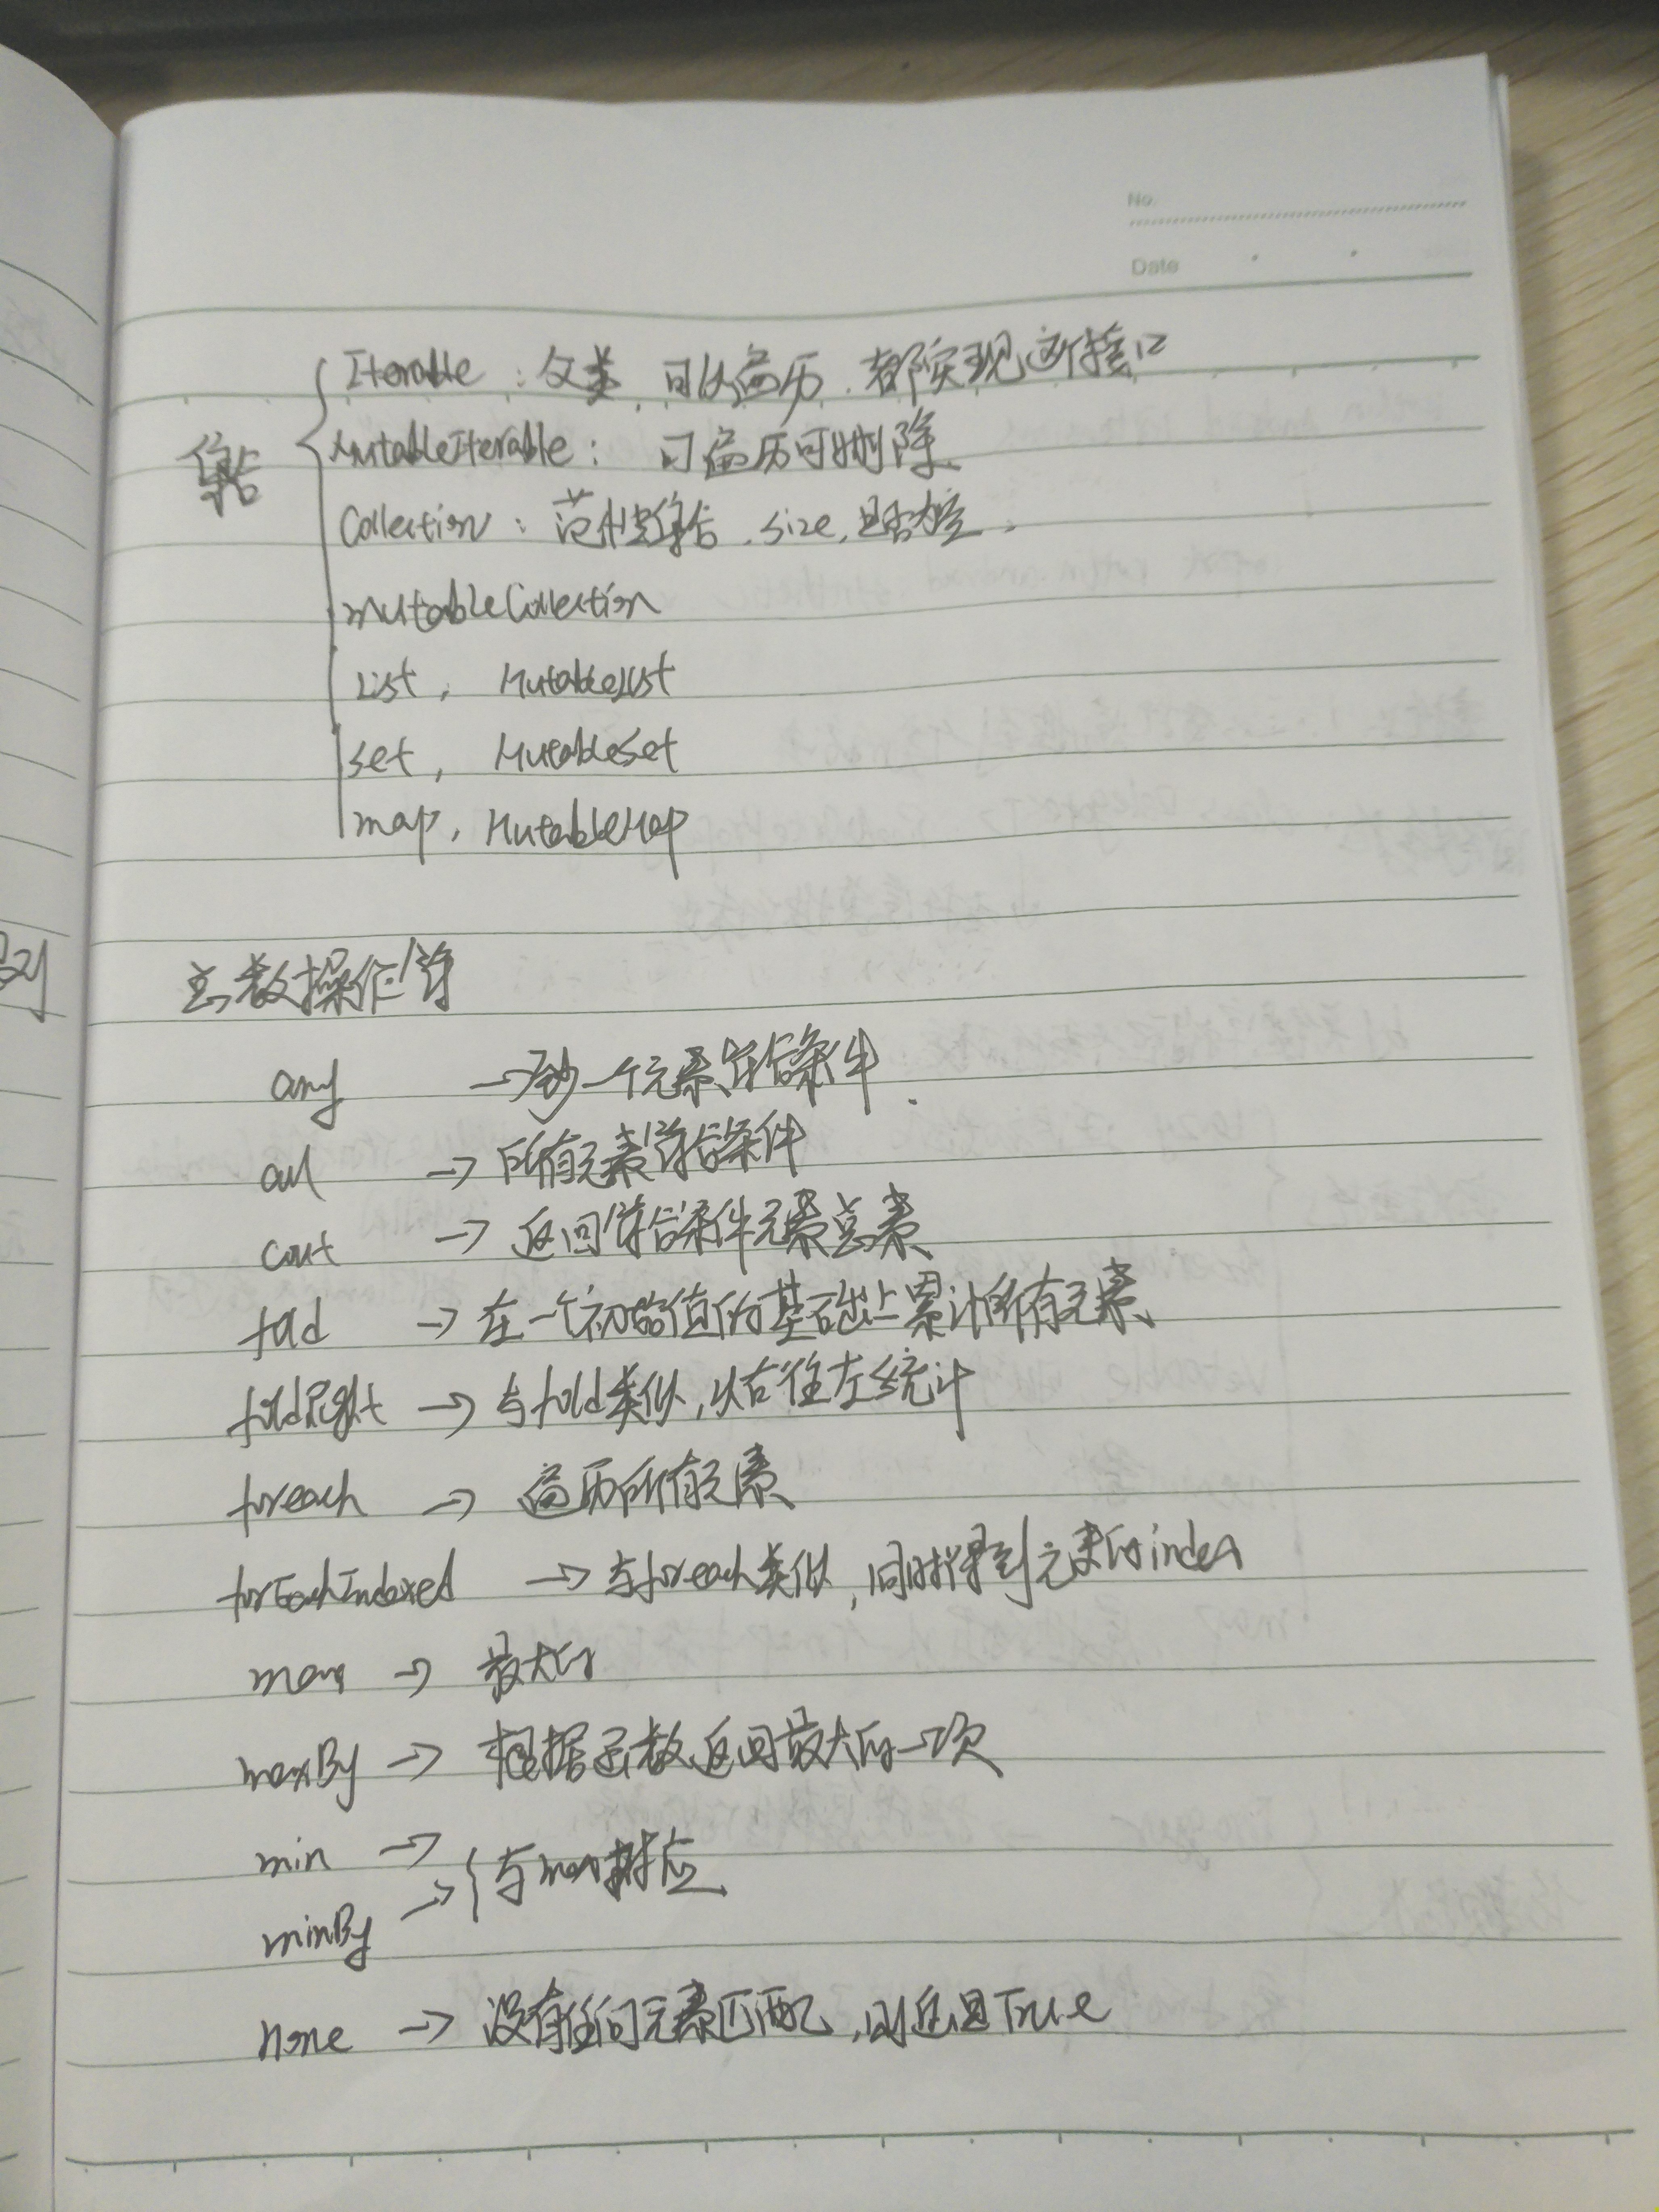 No.
Date
Iterable : 父类, 可以遍历, 都实现这个接口
集合
MutableIterable : 可遍历可删除
Collection : 范性集合, size, 是否为空,
mutableCollection
List, MutableList
set, MutableSet
map, MutableMap
总数操作符
any → 至少一个元素符合条件.
all → 所有元素符合条件
cout → 返回符合条件元素总素
fold → 在一个初始值的基础上累计所有元素
foldRight → 与fold类似, 从右往左统计
foreach → 遍历所有元素
forEachIndexed → 与foreach类似, 同时得到元素的index
max → 最大的
maxBy → 根据函数返回最大的一次
min →
minBy → { 与max对应
none → 没有任何元素匹配, 则返回True